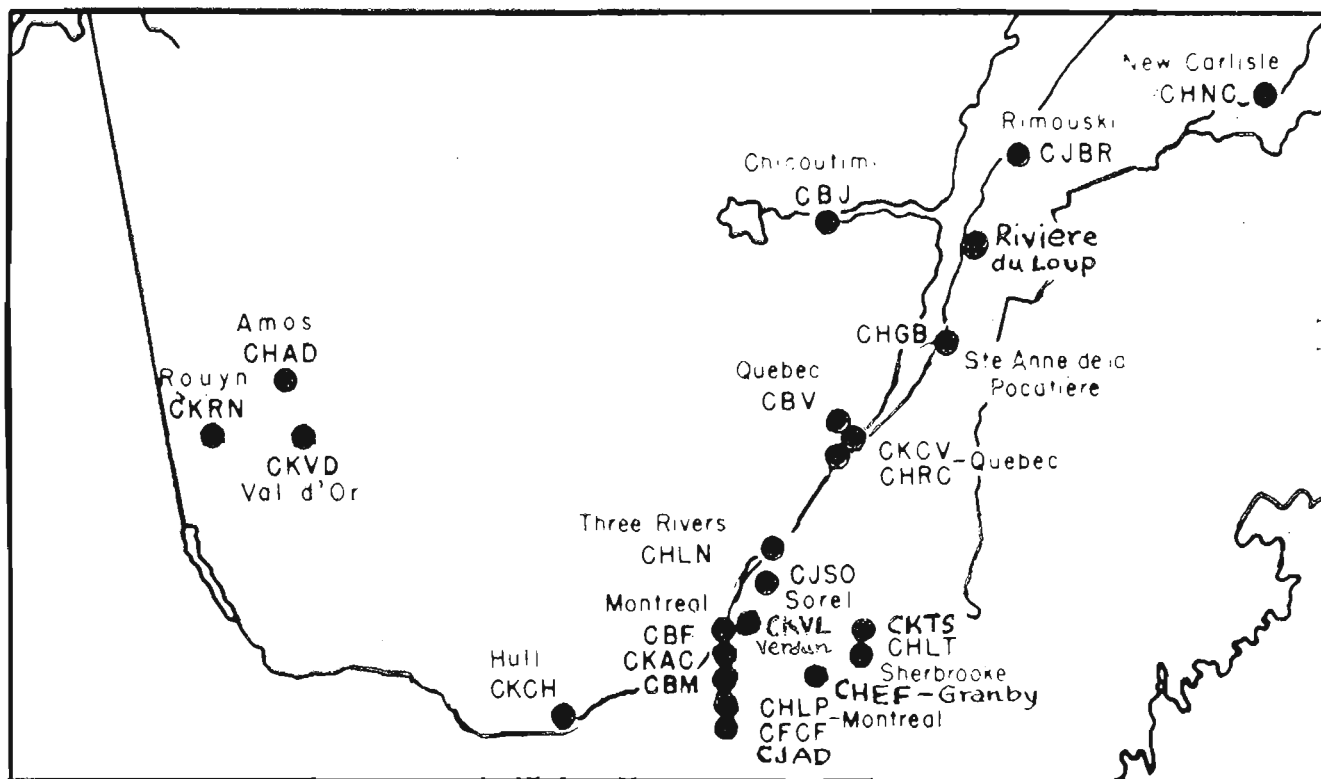 New Carlisle
CHNC
Rimouski
CJBR
Chicoutimi
CBJ
Rivière
du Loup
CHGB
Ste Anne de la
Pocatière
Amos
CHAD
Rouyn
CKRN
CKVD
Val d'Or
Quebec
CBV
CKCV
CHRC-Quebec
Three Rivers
CHLN
CJSO
Sorel
Montreal
CBF
CKAC
CBM
CKVL
Verdun
CKTS
CHLT
Sherbrooke
CHEF-Granby
Hull
CKCH
CHLP
CFCF
-Montreal
CJAD